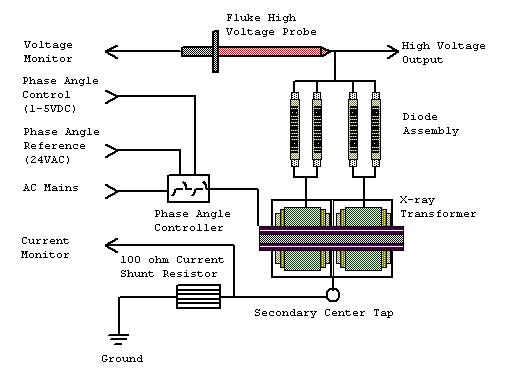 Fluke High
Voltage Probe
Voltage
Monitor
High Voltage
Output
Phase Angle
Control
(1-5VDC)
Diode
Assembly
Phase Angle
Reference
(24VAC)
AC Mains
X-ray
Transformer
Phase Angle
Controller
Current
Monitor
100 ohm Current
Shunt Resistor
Secondary Center Tap
Ground